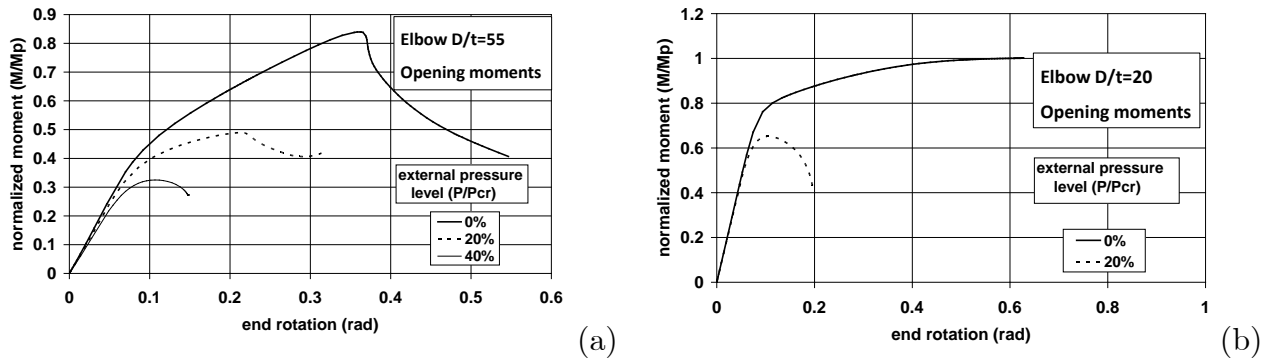 normalized moment (M/Mp)
0.9
0.8
0.7
0.6
0.5
0.4
0.3
0.2
0.1
0
0
0.1
0.2
0.3
0.4
0.5
0.6
end rotation (rad)
Elbow D/t=55
Opening moments
external pressure
level (P/Pcr)
0%
20%
40%
(a)
normalized moment (M/Mp)
1.2
1
0.8
0.6
0.4
0.2
0
0
0.2
0.4
0.6
0.8
1
end rotation (rad)
Elbow D/t=20
Opening moments
external pressure
level (P/Pcr)
0%
20%
(b)